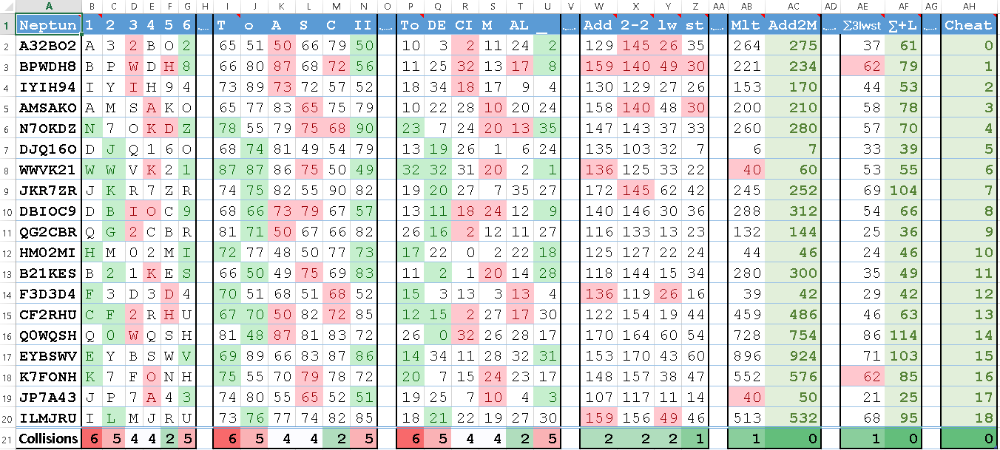 A B C D E F G H I J K L M N O P Q R S T U V W X Y Z AA AB AC AD AE AF AG AH
1 Neptun 1 2 3 4 5 6 T o A S C II To DE CI M AL _ Add 2-2 lw st Mlt Add2M ∑3lwst ∑+L Cheat
2 A32BO2 A 3 2 B O 2 65 51 50 66 79 50 10 3 2 11 24 2 129 145 26 35 264 275 37 61 0
3 BPWDH8 B P W D H 8 66 80 87 68 72 56 11 25 32 13 17 8 159 140 49 30 221 234 62 79 1
4 IYIH94 I Y I H 9 4 73 89 73 72 57 52 18 34 18 17 9 4 130 129 27 26 153 170 44 53 2
5 AMSAKO A M S A K O 65 77 83 65 75 79 10 22 28 10 20 24 158 140 48 30 200 210 58 78 3
6 N7OKDZ N 7 O K D Z 78 55 79 75 68 90 23 7 24 20 13 35 147 143 37 33 260 280 57 70 4
7 DJQ16O D J Q 1 6 O 68 74 81 49 54 79 13 19 26 1 6 24 135 103 32 7 6 7 33 39 5
8 WWVK21 W W V K 2 1 87 87 86 75 50 49 32 32 31 20 2 1 136 125 33 22 40 60 53 55 6
9 JKR7ZR J K R 7 Z R 74 75 82 55 90 82 19 20 27 7 35 27 172 145 62 42 245 252 69 104 7
10 DBIOC9 D B I O C 9 68 66 73 79 67 57 13 11 18 24 12 9 140 146 30 36 288 312 54 66 8
11 QG2CBR Q G 2 C B R 81 71 50 67 66 82 26 16 2 12 11 27 116 133 13 23 132 144 25 36 9
12 HM02MI H M 0 2 M I 72 77 48 50 77 73 17 22 0 2 22 18 125 127 22 24 44 46 24 46 10
13 B21KES B 2 1 K E S 66 50 49 75 69 83 11 2 1 20 14 28 118 144 15 34 280 300 35 49 11
14 F3D3D4 F 3 D 3 D 4 70 51 68 51 68 52 15 3 13 3 13 4 136 119 26 16 39 42 29 42 12
15 CF2RHU C F 2 R H U 67 70 50 82 72 85 12 15 2 27 17 30 122 154 19 44 459 486 46 63 13
16 Q0WQSH Q 0 W Q S H 81 48 87 81 83 72 26 0 32 26 28 17 170 164 60 54 728 754 86 114 14
17 EYBSWV E Y B S W V 69 89 66 83 87 86 14 34 11 28 32 31 153 170 43 60 896 924 71 103 15
18 K7FONH K 7 F O N H 75 55 70 79 78 72 20 7 15 24 23 17 148 157 38 47 552 576 62 85 16
19 JP7A43 J P 7 A 4 3 74 80 55 65 52 51 19 25 7 10 4 3 107 117 11 14 40 50 21 25 17
20 ILMJRU I L M J R U 73 76 77 74 82 85 18 21 22 19 27 30 159 156 49 46 513 532 68 95 18
21 Collisions 6 5 4 4 2 5 6 5 4 4 2 5 6 5 4 4 2 5 2 2 2 1 1 0 1 0 0